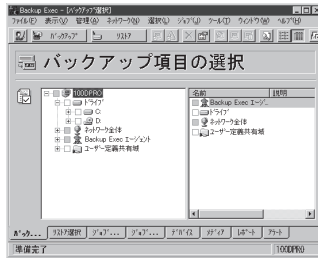 Backup Exec - [バックアップ選択]
ファイル(F) 表示(V) 管理(A) ネットワーク(N) 選択(L) ジョブ(J) ツール(T) ウィンドウ(W) ヘルプ(H)
バックアップ リストア
バックアップ項目の選択
名前 説明
100DPRO
ドライブ
C:
D:
ネットワーク全体
Backup Exec エージェント
ユーザー定義共有域
Backup Exec エージ...
ドライブ
ネットワーク全体
ユーザー定義共有域
バック... リストア選択 ジョブ... ジョブ... デバイス メディア レポート アラート
準備完了 100DPRO